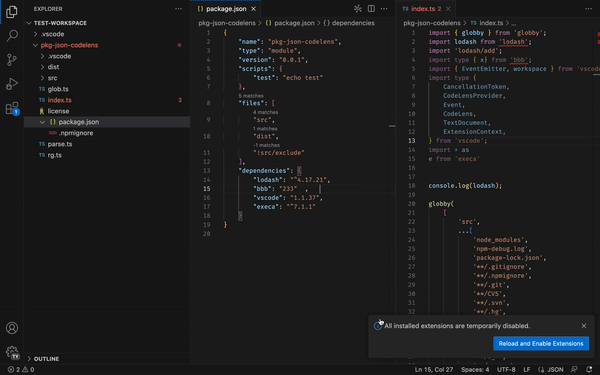 EXPLORER
TEST-WORKSPACE
.vscode
pkg-json-codelens
.vscode
dist
src
glob.ts
index.ts 2
license
{} package.json
.npmignore
TS parse.ts
TS rg.ts
OUTLINE
1
{} package.json ×
pkg-json-codelens > {} package.json > {} dependencies
1 {
2 "name": "pkg-json-codelens",
3 "type": "module",
4 "version": "0.0.1",
5 "scripts": {
6 "test": "echo test"
7 },
5 matches
8 "files": [
4 matches
9 "src",
1 matches
10 "dist",
-1 matches
11 "!src/exclude"
12 ],
13 "dependencies": {
14 "lodash": "^4.17.21",
15 "bbb": "233" ,
16 "vscode": "1.1.37",
17 "execa": "^7.1.1"
18 }
19 }
20
TS index.ts 2 ×
pkg-json-codelens > TS index.ts > ...
1 import { globby } from 'globby';
2 import lodash from 'lodash';
3 import 'lodash/add';
4 import type { x} from 'bbb';
5 import { EventEmitter, workspace } from 'vscode
6 import type {
7 CancellationToken,
8 CodeLensProvider,
9 Event,
10 CodeLens,
11 TextDocument,
12 ExtensionContext,
13 } from 'vscode';
14 import * as
15 e from 'execa'
16
17
18 console.log(lodash);
19
20 globby(
21 [
22 'src',
23 ...[
24 'node_modules',
25 'npm-debug.log',
26 'package-lock.json',
27 '**/.gitignore',
28 '**/.npmignore',
29 '**/.git',
30 '**/CVS',
31 '**/.svn',
32 '**/.hg',
All installed extensions are temporarily disabled.
Reload and Enable Extensions
2 0
Ln 15, Col 27 Spaces: 4 UTF-8 LF {} JSON